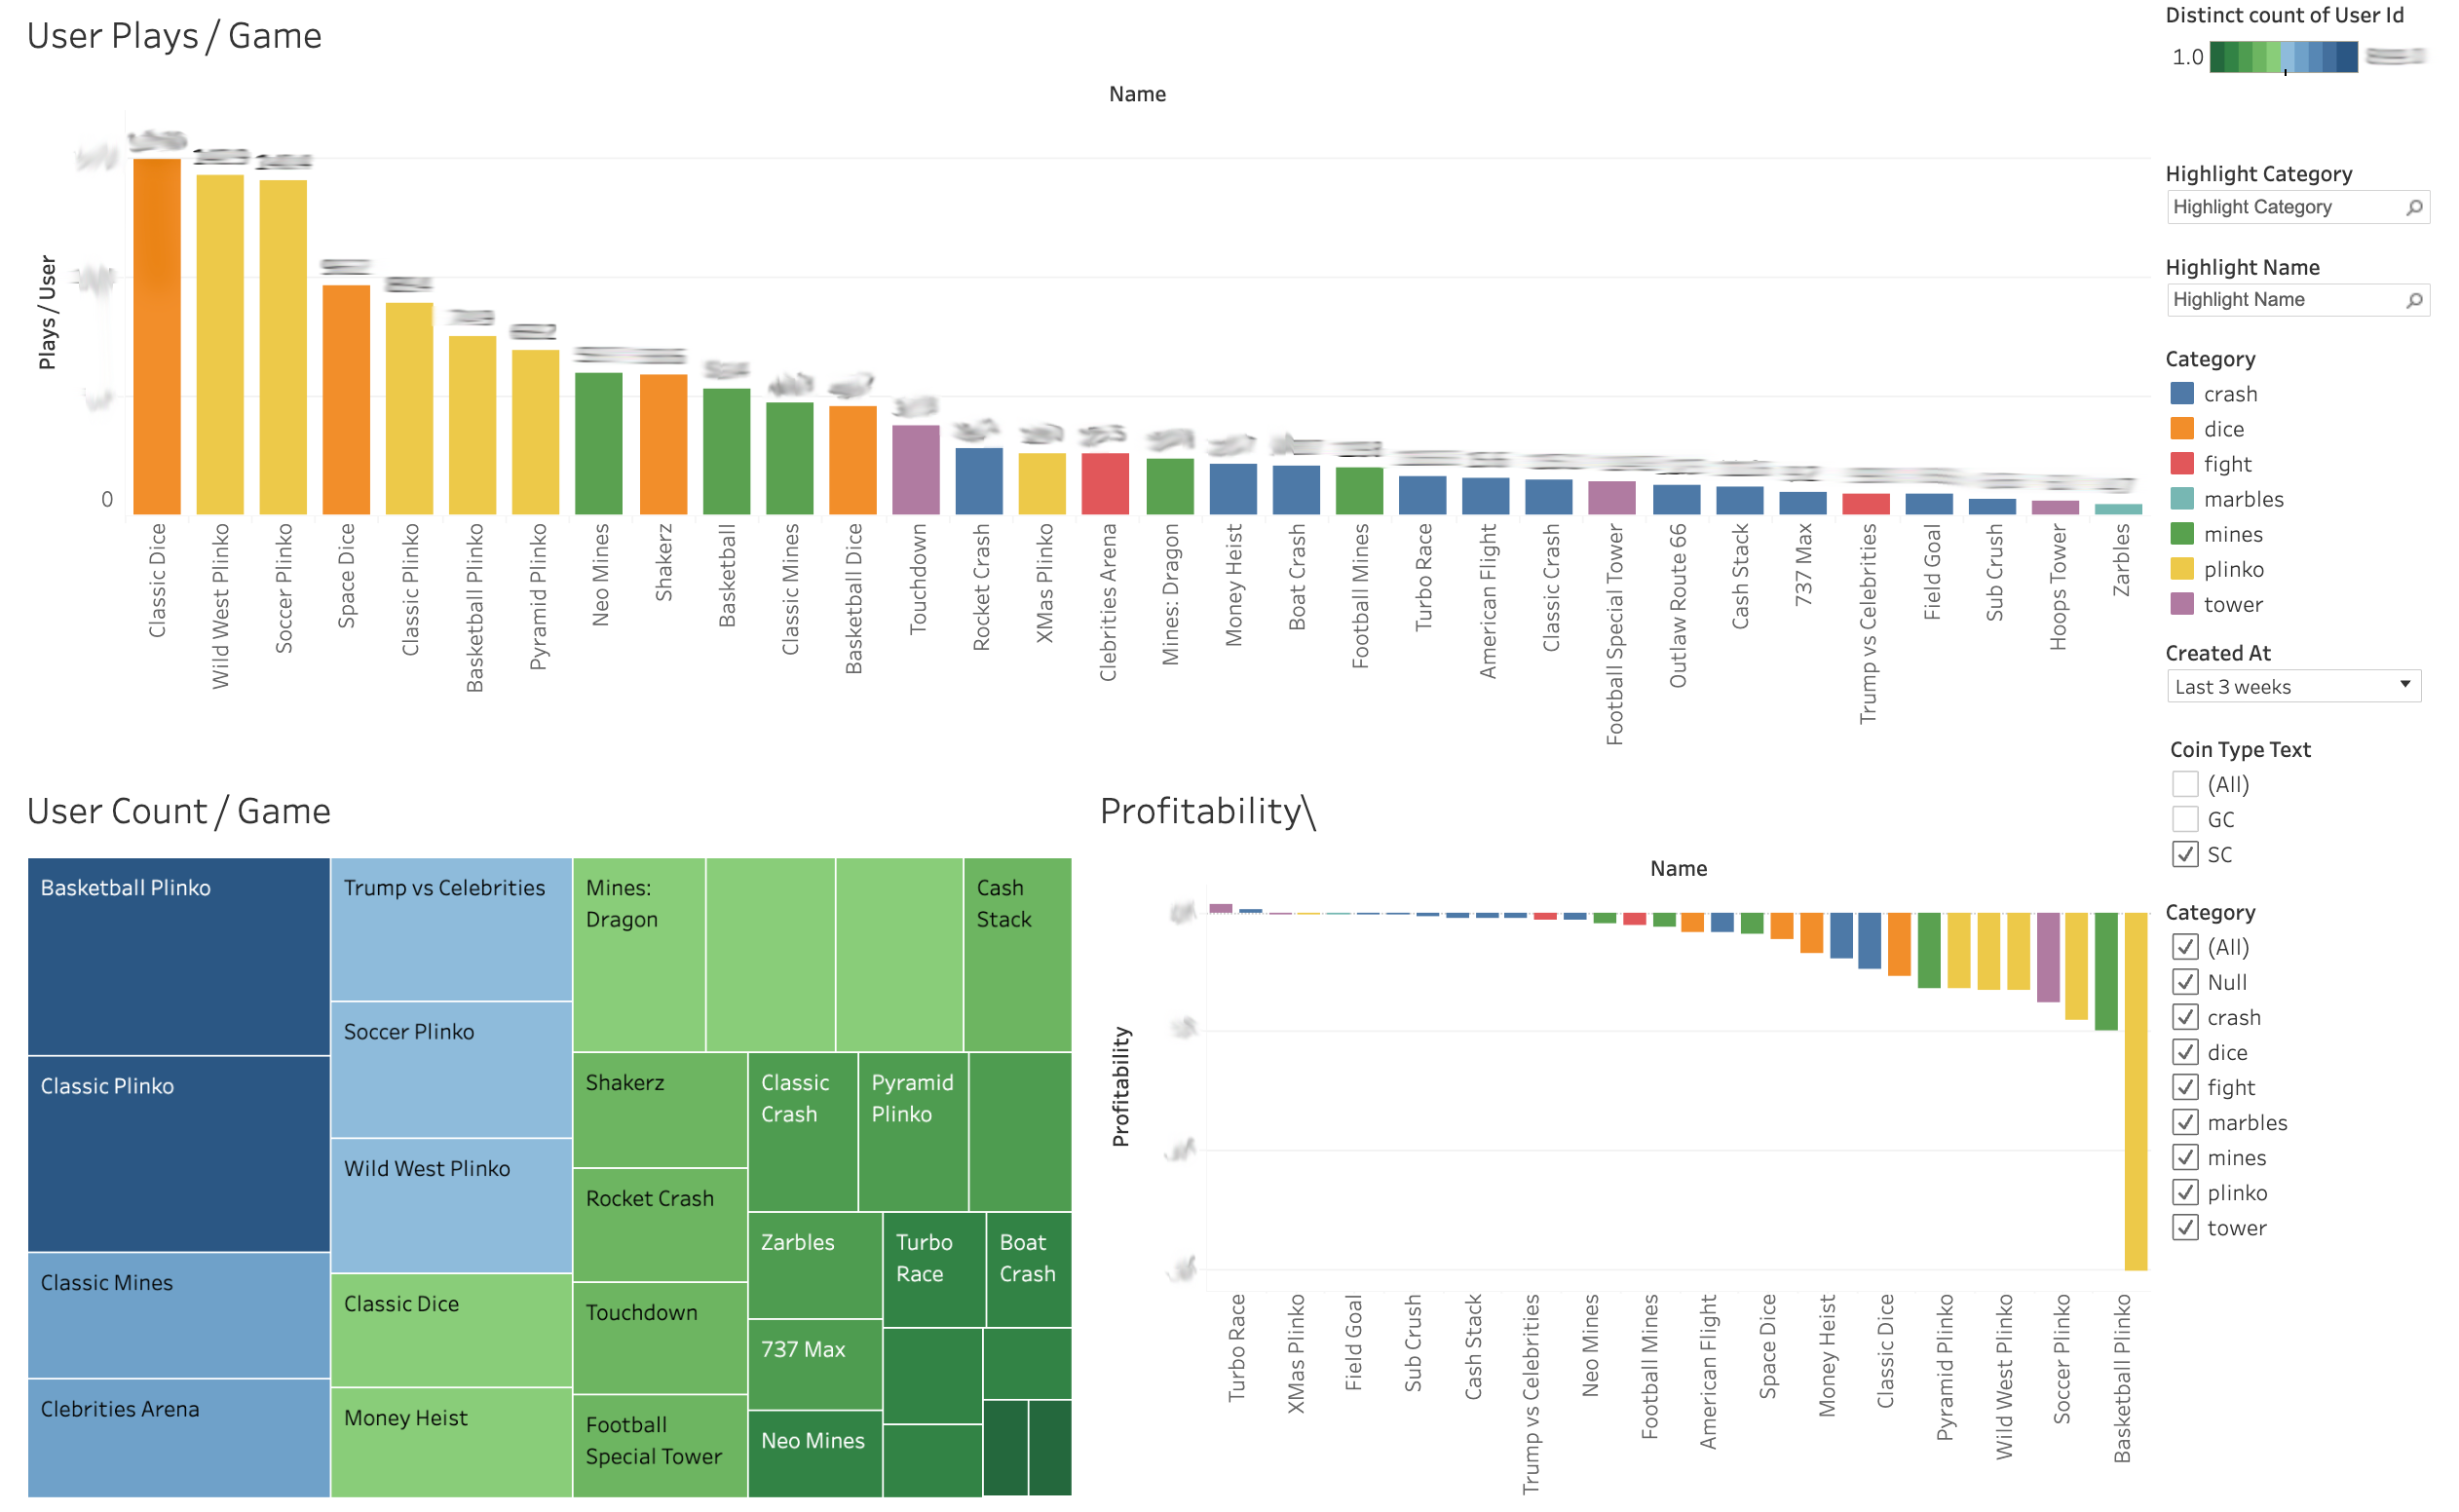 User Plays / Game
Name
Plays / User
0
Classic Dice
Wild West Plinko
Soccer Plinko
Space Dice
Classic Plinko
Basketball Plinko
Pyramid Plinko
Neo Mines
Shakerz
Basketball
Classic Mines
Basketball Dice
Touchdown
Rocket Crash
XMas Plinko
Clebrities Arena
Mines: Dragon
Money Heist
Boat Crash
Football Mines
Turbo Race
American Flight
Classic Crash
Football Special Tower
Outlaw Route 66
Cash Stack
737 Max
Trump vs Celebrities
Field Goal
Sub Crush
Hoops Tower
Zarbles
Distinct count of User Id
1.0
Highlight Category
Highlight Category
Highlight Name
Highlight Name
Category
crash
dice
fight
marbles
mines
plinko
tower
Created At
Last 3 weeks
Coin Type Text
(All)
GC
SC
Category
(All)
Null
crash
dice
fight
marbles
mines
plinko
tower
User Count / Game
Basketball Plinko
Classic Plinko
Classic Mines
Clebrities Arena
Trump vs Celebrities
Soccer Plinko
Wild West Plinko
Classic Dice
Money Heist
Mines:
Dragon
Cash
Stack
Shakerz
Rocket Crash
Touchdown
Football
Special Tower
Classic
Crash
Pyramid
Plinko
Zarbles
737 Max
Neo Mines
Turbo
Race
Boat
Crash
Profitability\
Name
Profitability
Turbo Race
XMas Plinko
Field Goal
Sub Crush
Cash Stack
Trump vs Celebrities
Neo Mines
Football Mines
American Flight
Space Dice
Money Heist
Classic Dice
Pyramid Plinko
Wild West Plinko
Soccer Plinko
Basketball Plinko